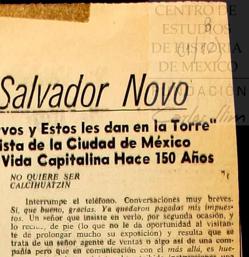 CENTRO DE
ESTUDIOS
DE HISTORIA
DE MEXICO
Salvador Novo
vos y Estos les dan en la Torre"
ista de la Ciudad de México
Vida Capitalina Hace 150 Años
NO QUIERE SER
CALCIHUATZIN
Interrumpe el teléfono. Conversaciones muy breves.
Sí, que bueno, gracias. Ya quedaron pagados mis impues-
tos. Un señor que insiste en verlo, por segunda ocasión, y
lo de pie (lo que no le da oportunidad al visitan-
te de prolongar mucho su exposición) y resulta que se
trata de un señor agente de ventas o algo así de una com-
pañía pero que en comunicación con el más allá, es